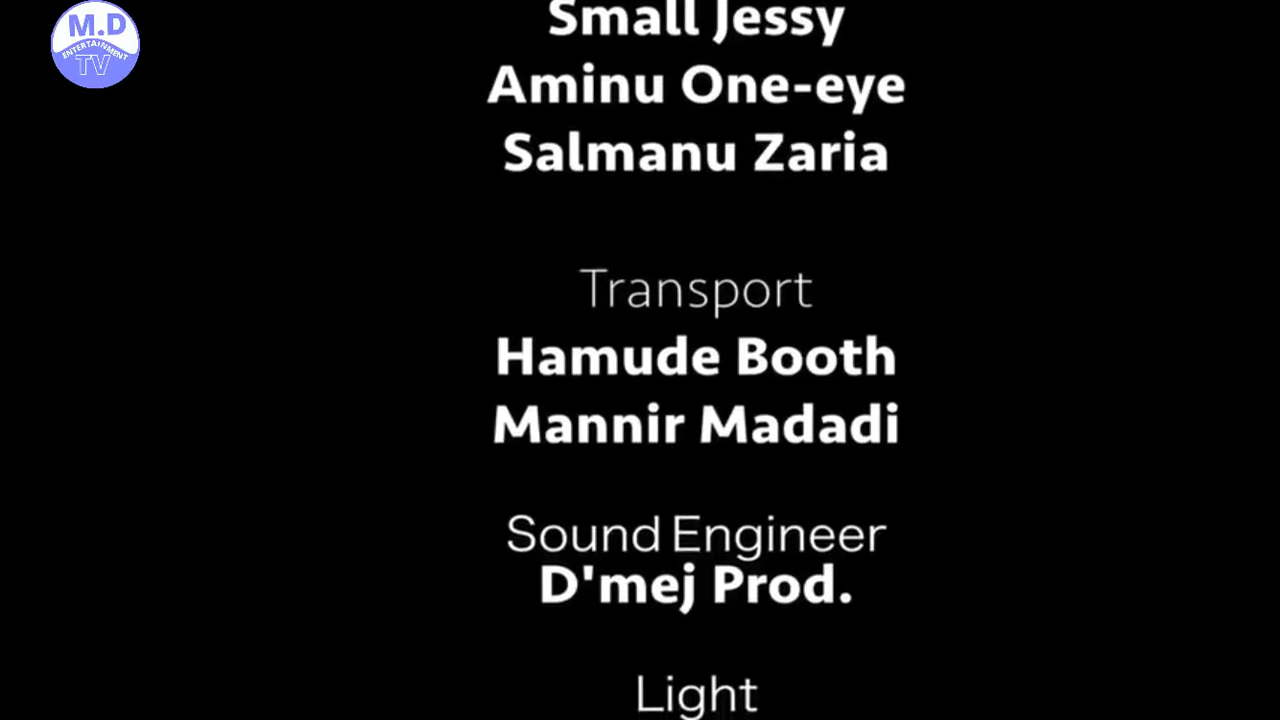 M.D
ENTERTAINMENT
TV
Small Jessy
Aminu One-eye
Salmanu Zaria
Transport
Hamude Booth
Mannir Madadi
Sound Engineer
D'mej Prod.
Light